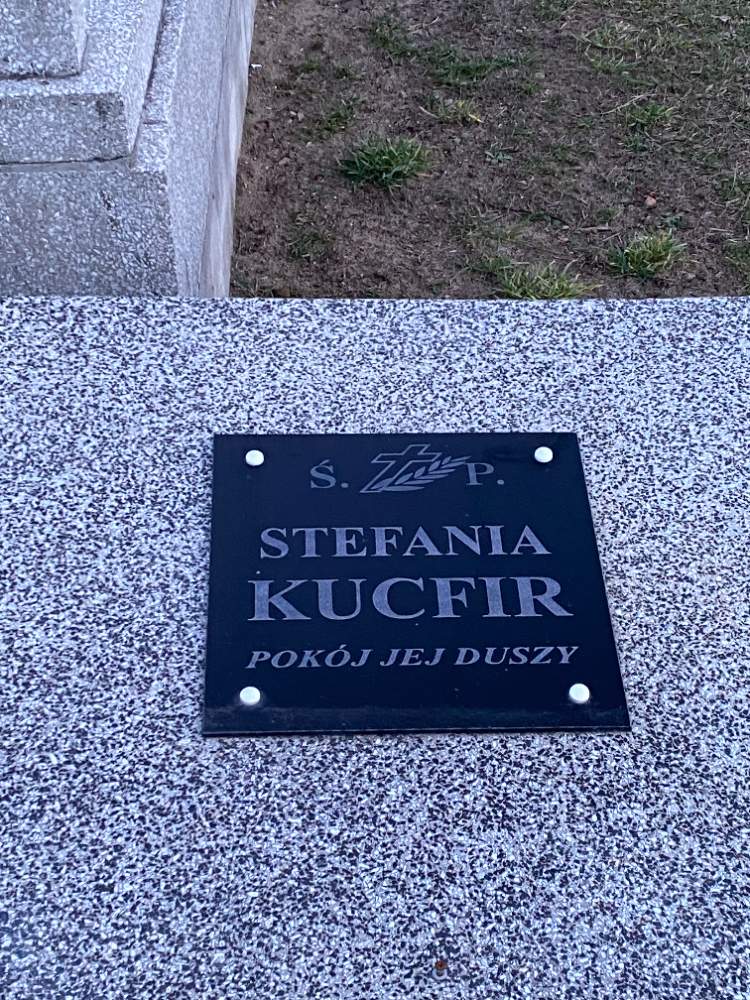 Ś. P.
STEFANIA
KUCFIR
POKÓJ JEJ DUSZY